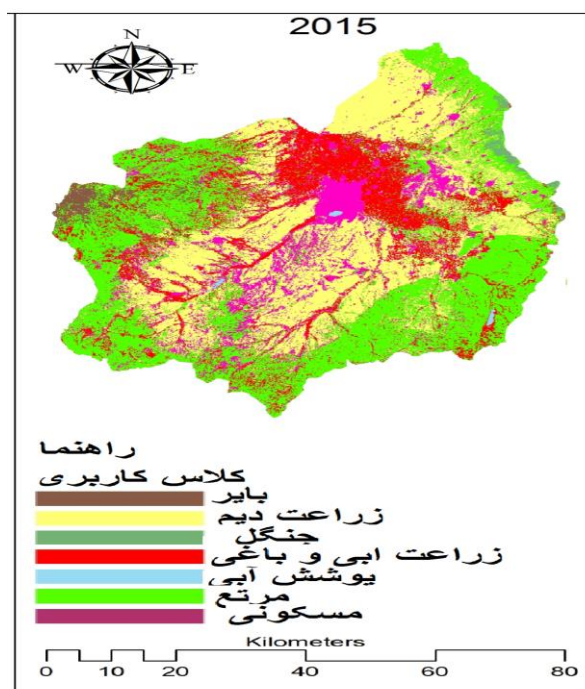 2015
N
W E
S
راهنما
کلاس کاربری
بایر
زراعت دیم
جنگل
زراعت ابی و باغی
پوشش آبی
مرتع
مسکونی
Kilometers
0 5 10 20 40 60 80